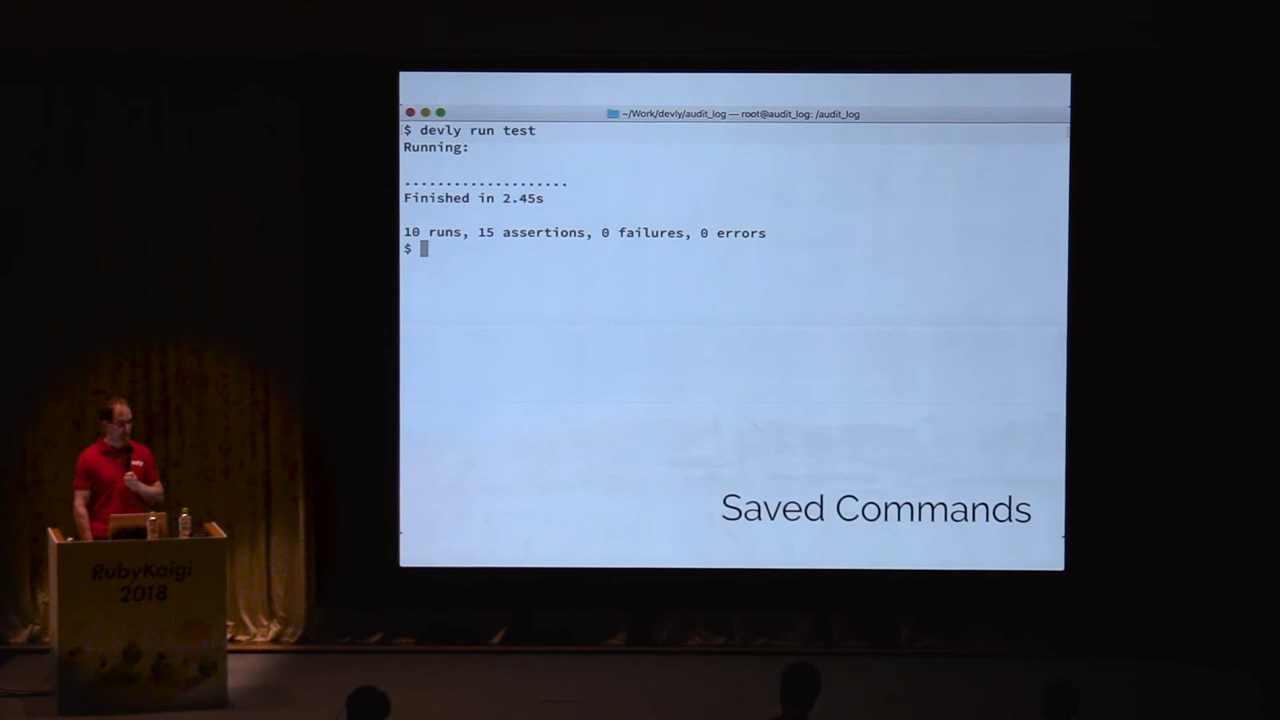 ~/Work/devly/audit_log — root@audit_log: /audit_log
$ devly run test
Running:
....................
Finished in 2.45s
10 runs, 15 assertions, 0 failures, 0 errors
$
Saved Commands
RubyKaigi
2018